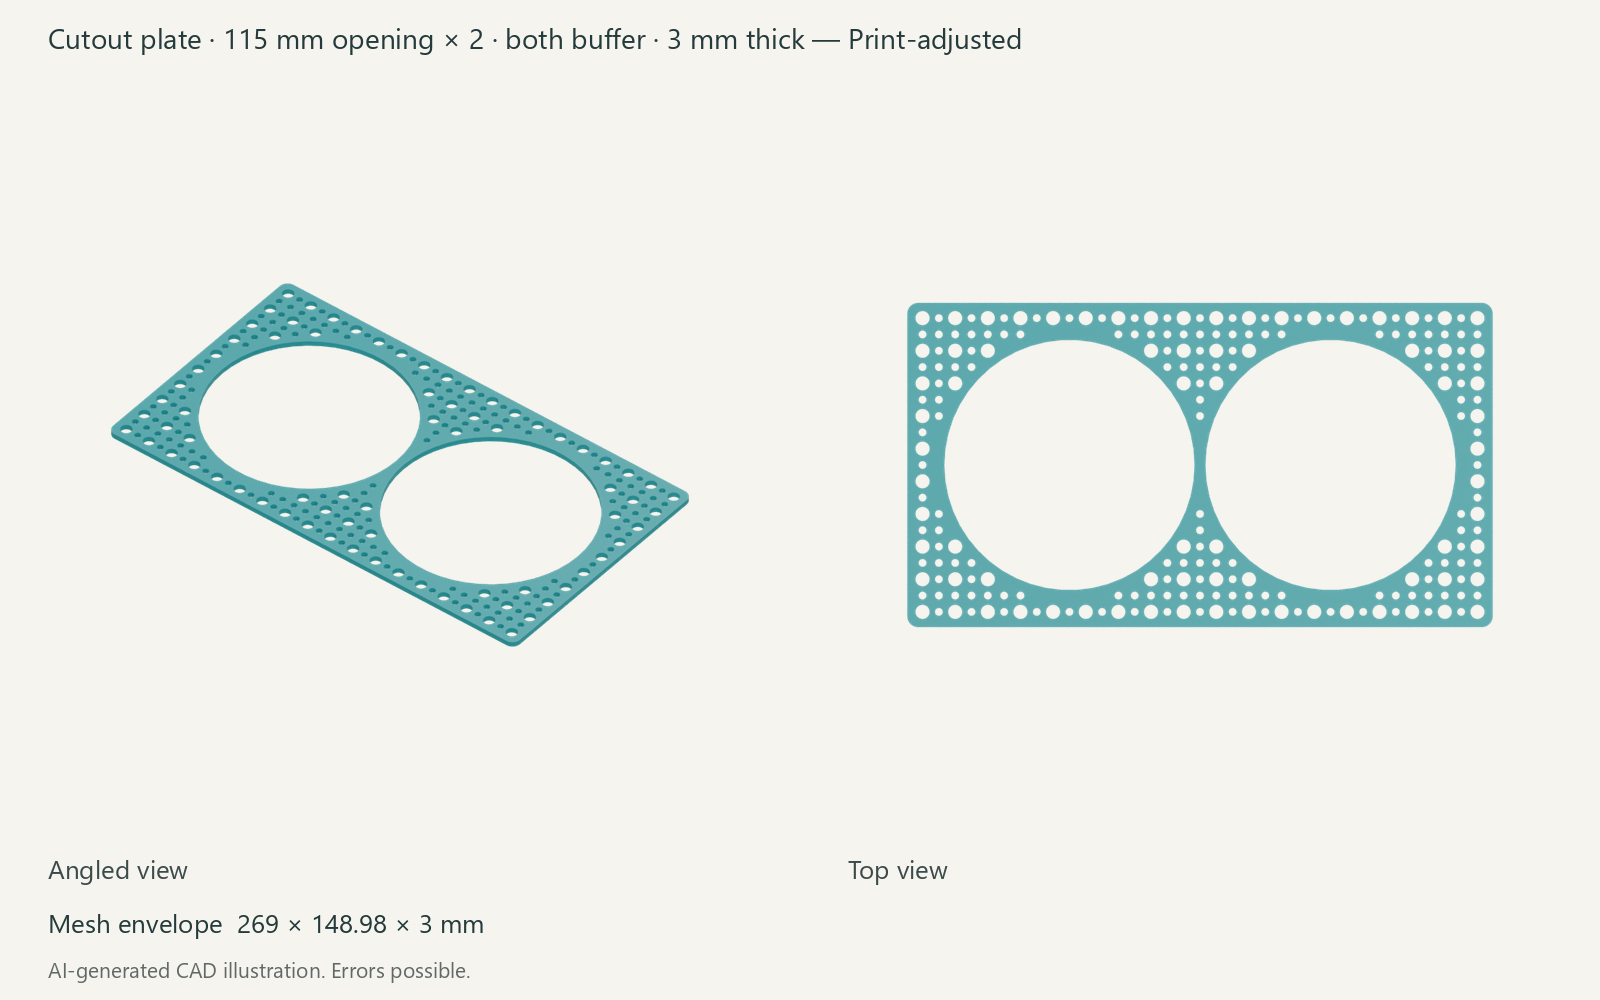 Cutout plate · 115 mm opening × 2 · both buffer · 3 mm thick — Print-adjusted
Angled view
Top view
Mesh envelope 269 × 148.98 × 3 mm
AI-generated CAD illustration. Errors possible.